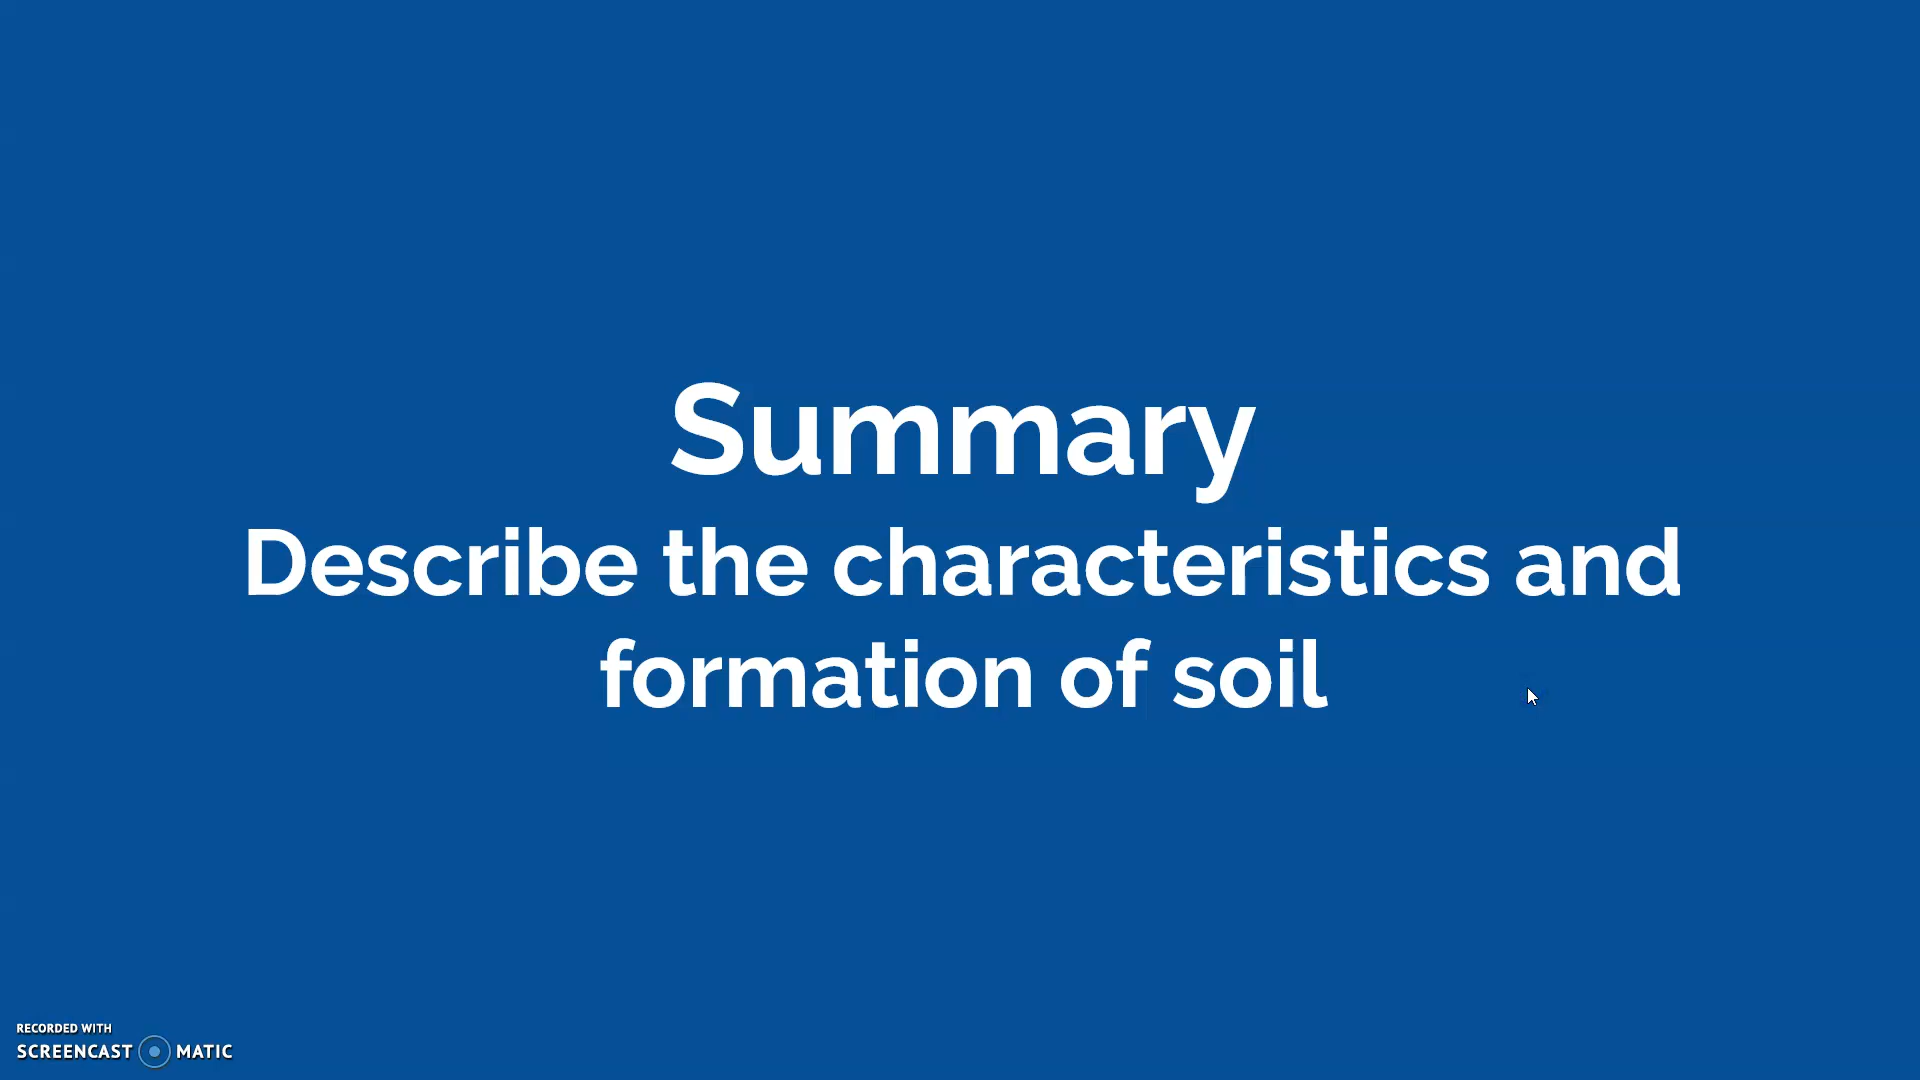 Summary
Describe the characteristics and
formation of soil
RECORDED WITH
SCREENCAST MATIC